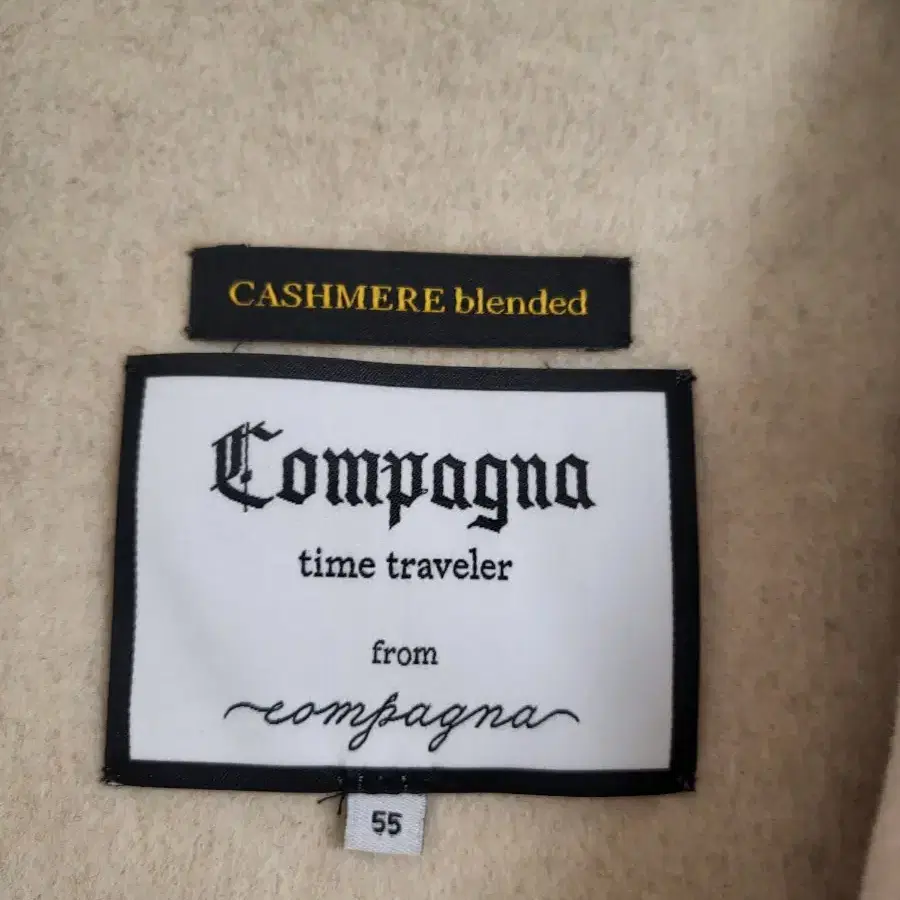 CASHMERE blended
Compagna
time traveler
from
compagna
55